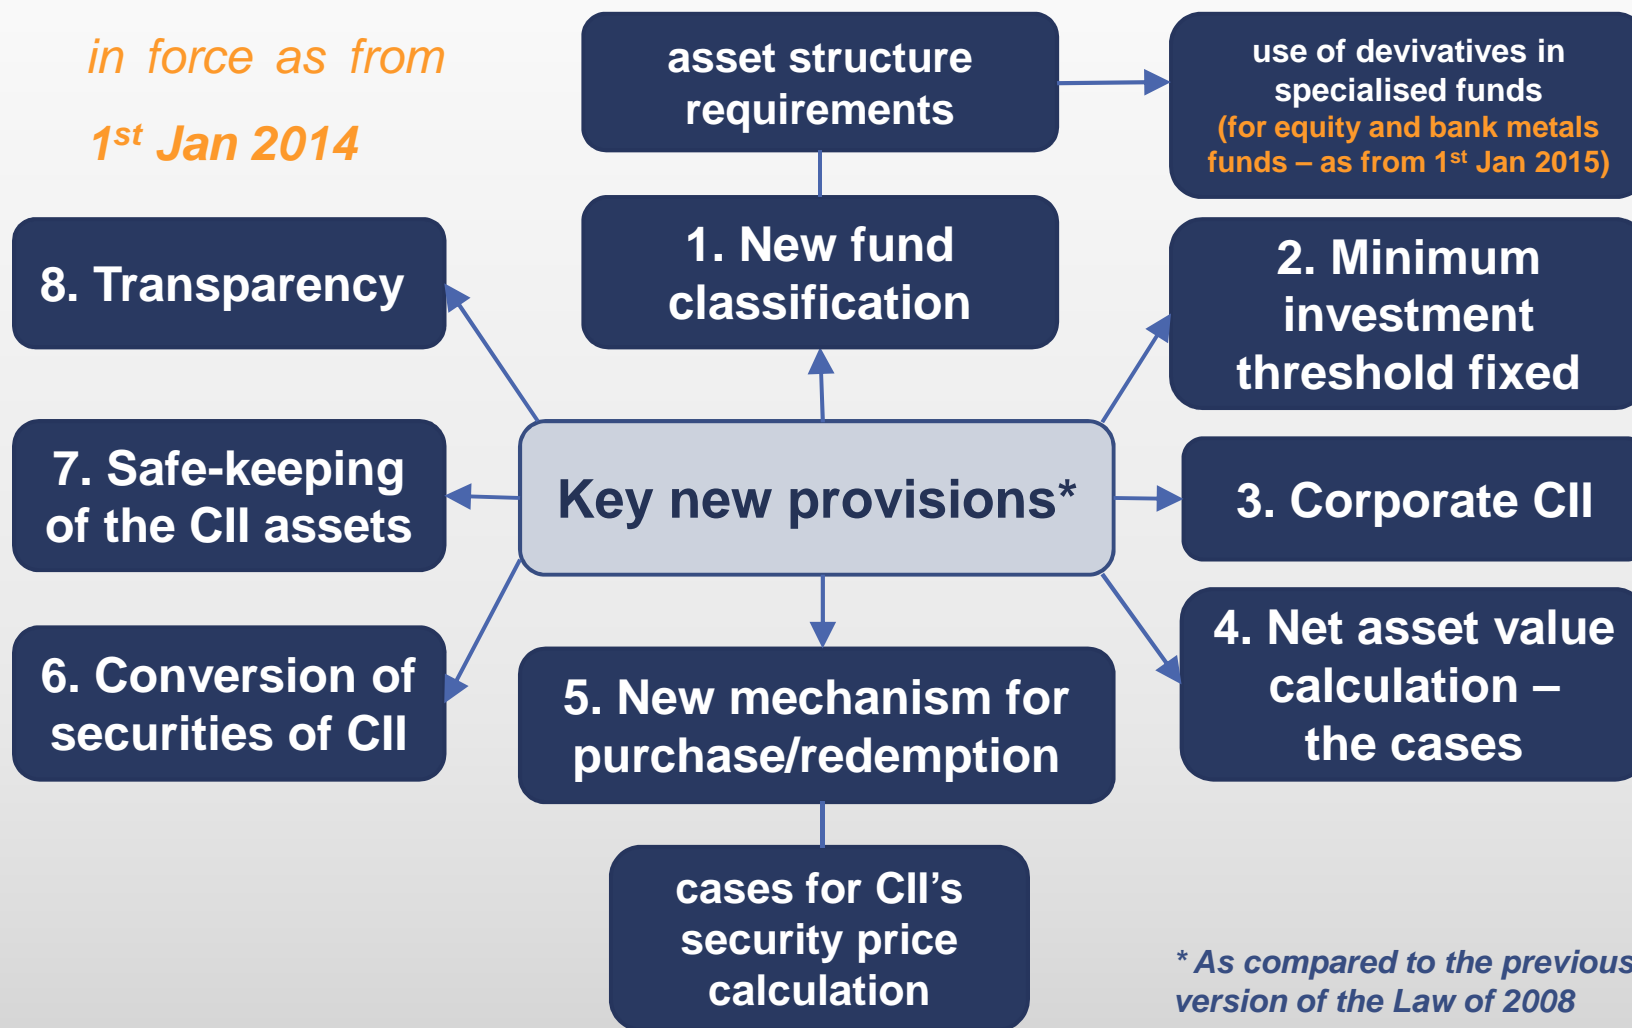 in force as from
1st Jan 2014
asset structure
requirements
use of devivatives in
specialised funds
(for equity and bank metals
funds – as from 1st Jan 2015)
1. New fund
classification
2. Minimum
investment
threshold fixed
8. Transparency
7. Safe-keeping
of the CII assets
Key new provisions*
3. Corporate CII
6. Conversion of
securities of CII
5. New mechanism for
purchase/redemption
4. Net asset value
calculation –
the cases
cases for CII’s
security price
calculation
* As compared to the previous
version of the Law of 2008